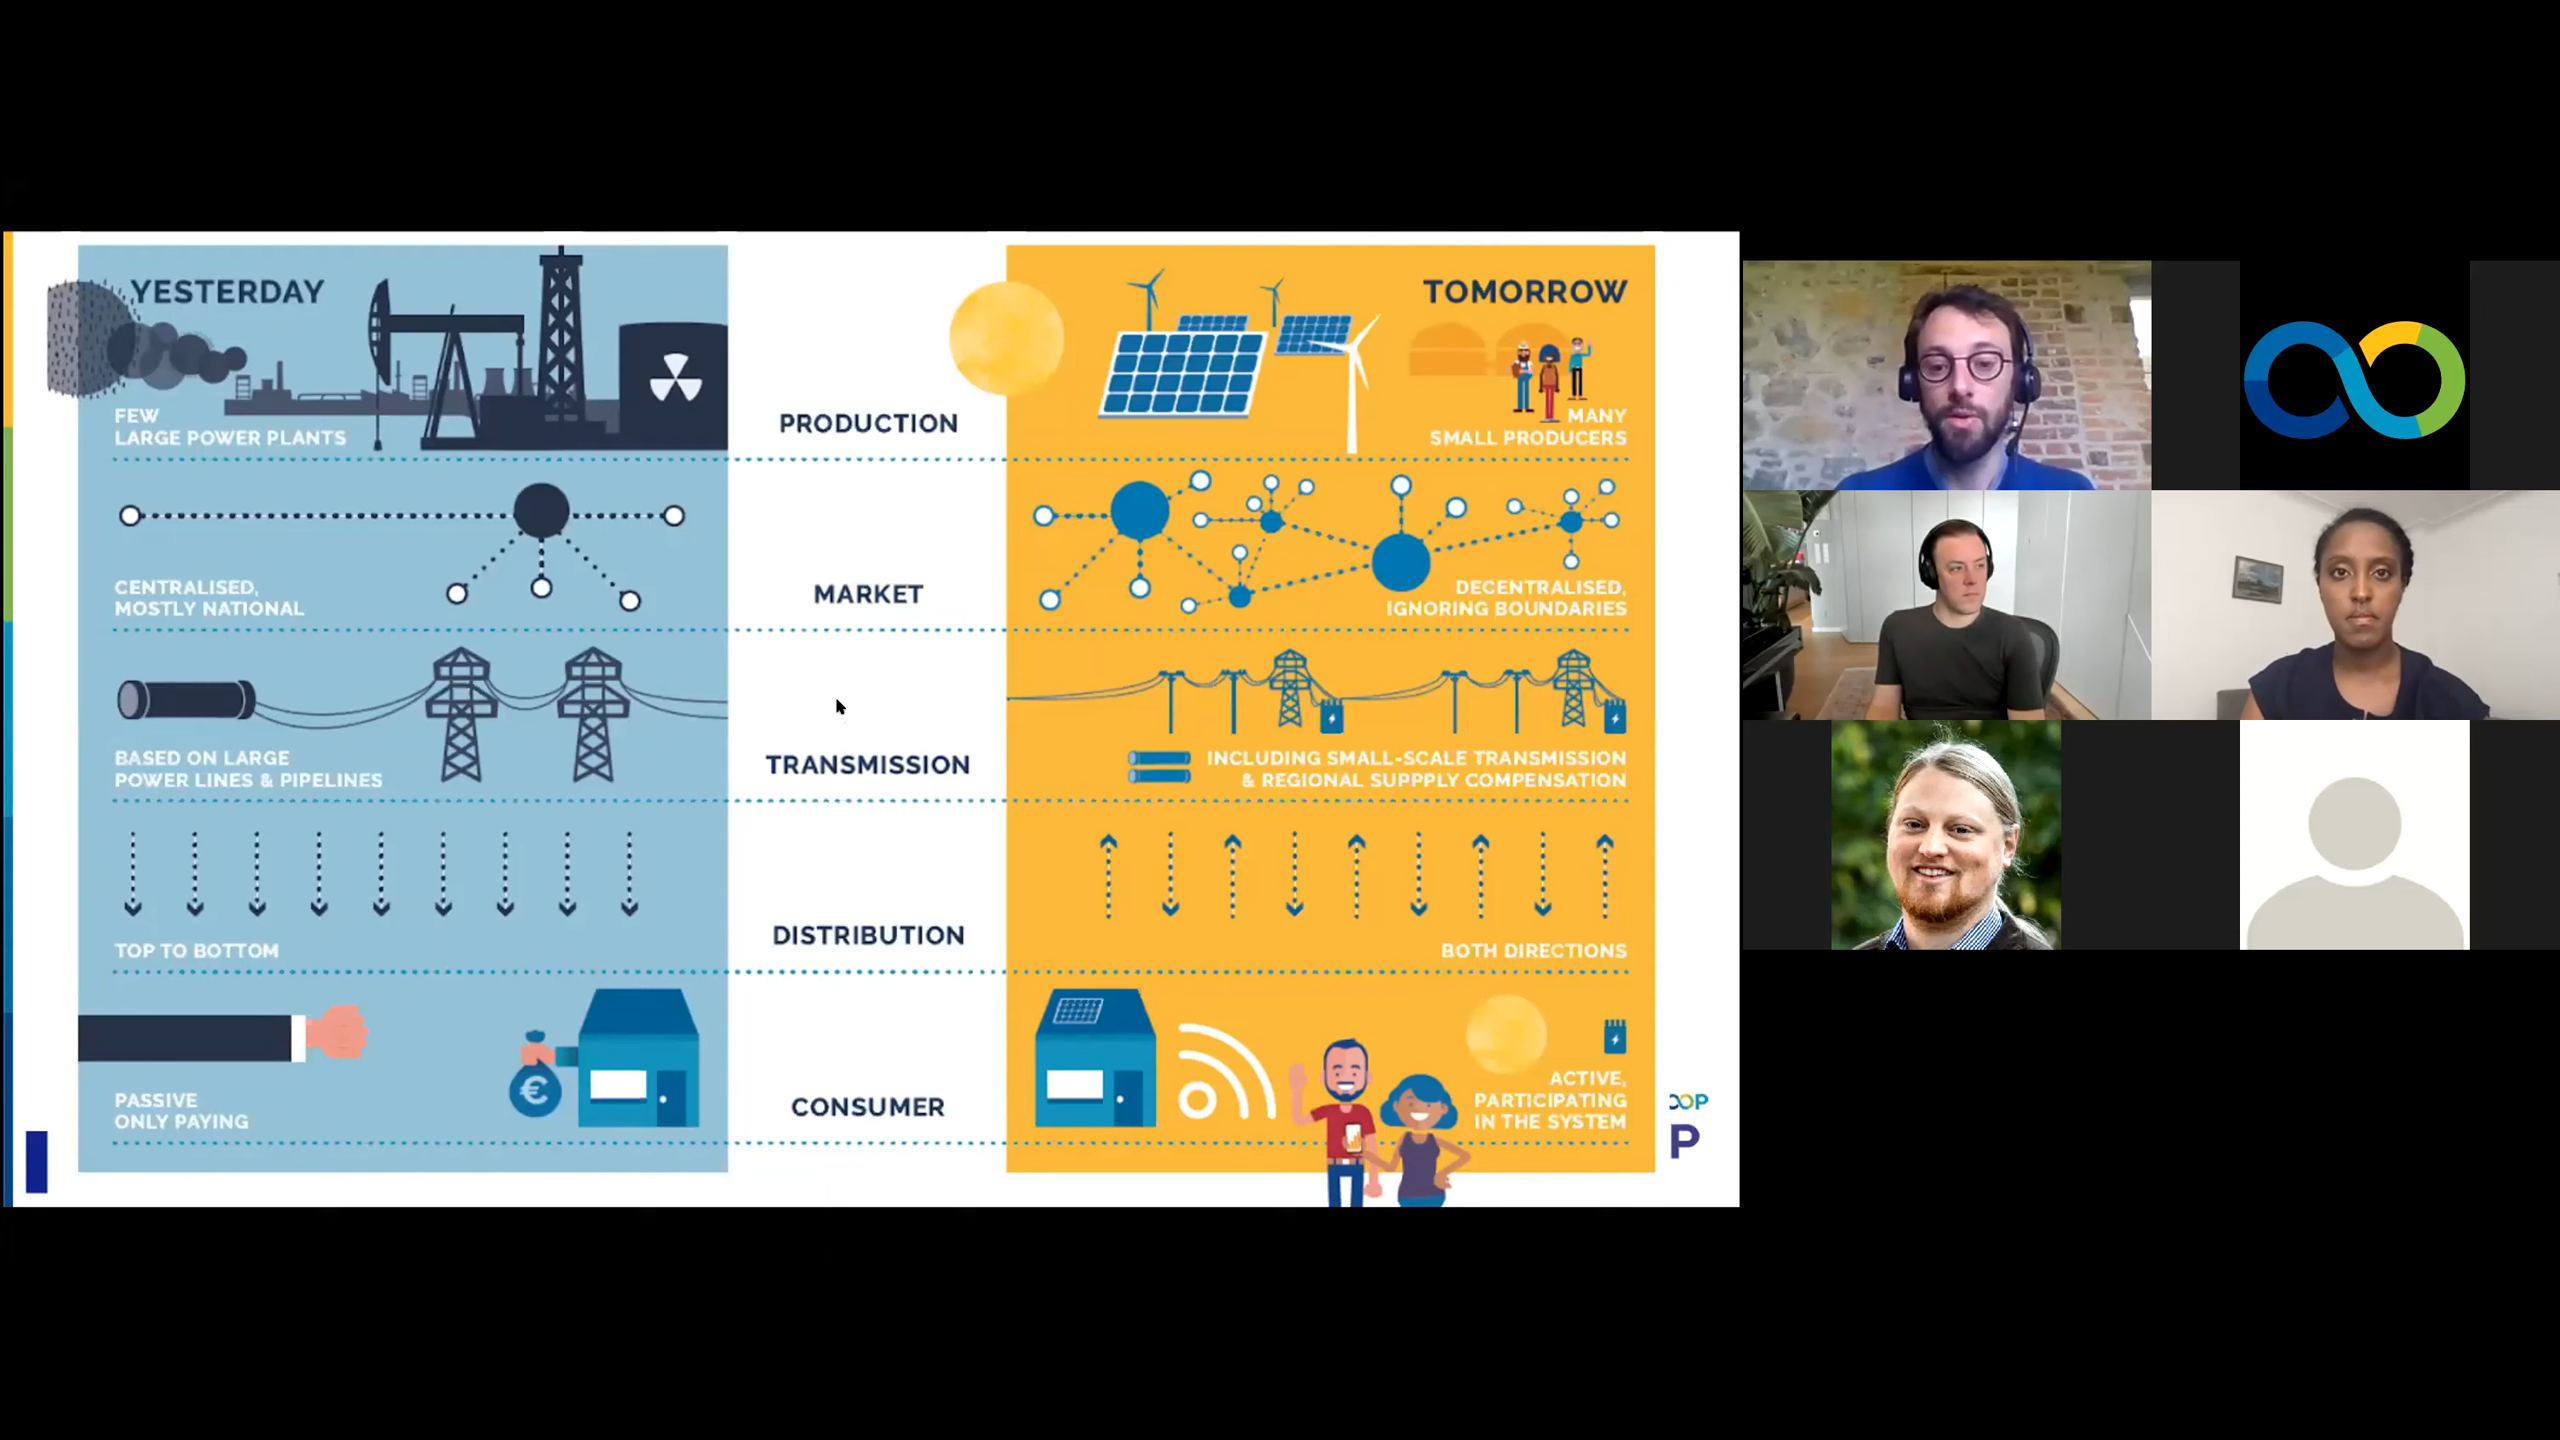 YESTERDAY
TOMORROW
FEW
LARGE POWER PLANTS
PRODUCTION
MANY
SMALL PRODUCERS
CENTRALISED,
MOSTLY NATIONAL
MARKET
DECENTRALISED,
IGNORING BOUNDARIES
BASED ON LARGE
POWER LINES & PIPELINES
TRANSMISSION
INCLUDING SMALL-SCALE TRANSMISSION
& REGIONAL SUPPPLY COMPENSATION
TOP TO BOTTOM
DISTRIBUTION
BOTH DIRECTIONS
€
PASSIVE
ONLY PAYING
CONSUMER
ACTIVE,
PARTICIPATING
IN THE SYSTEM
OOP
P